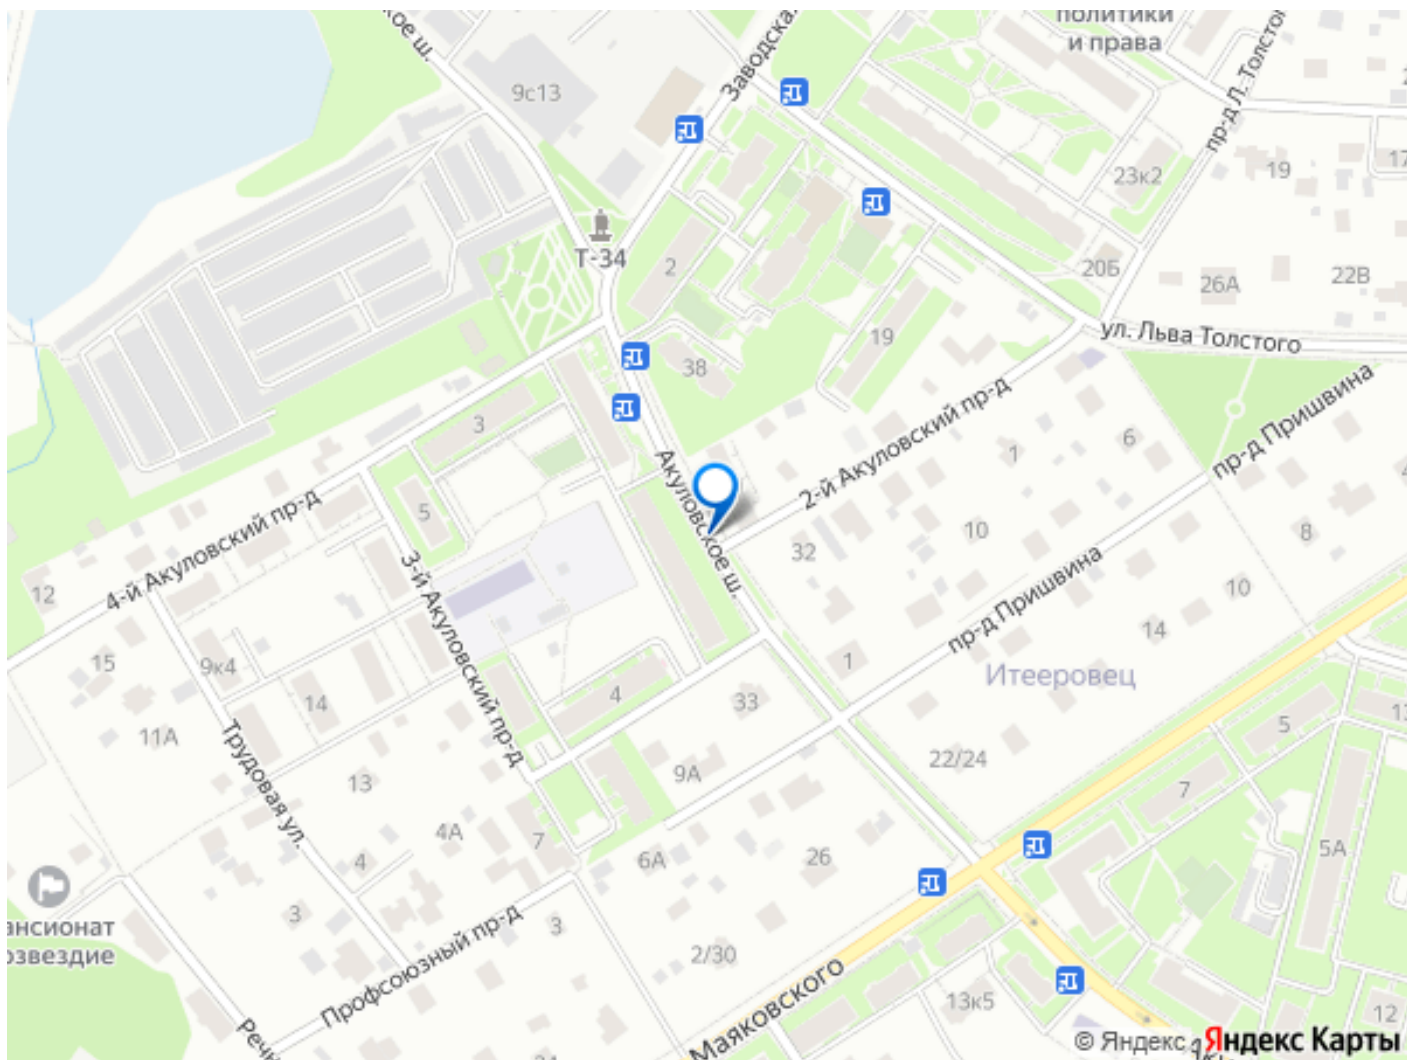 кое ш.
9с13
Заводская
политики
и права
пр-д Л. Толстого
23к2
19
17
Т-34
2
20Б
26А
22В
ул. Льва Толстого
38
19
3
Акуловское ш.
2-й Акуловский пр-д
1
6
пр-д Пришвина
5
4-й Акуловский пр-д
3-й Акуловский пр-д
32
10
8
12
15
9к4
14
4
33
1
пр-д Пришвина
10
14
Итееровец
11А
Трудовая ул.
13
9А
22/24
5
13
7
4А
7
4
6А
26
5А
ансионат
озвездие
3
Профсоюзный пр-д
3
2/30
13к5
12
Речн
Маяковского
© Яндекс Яндекс Карты